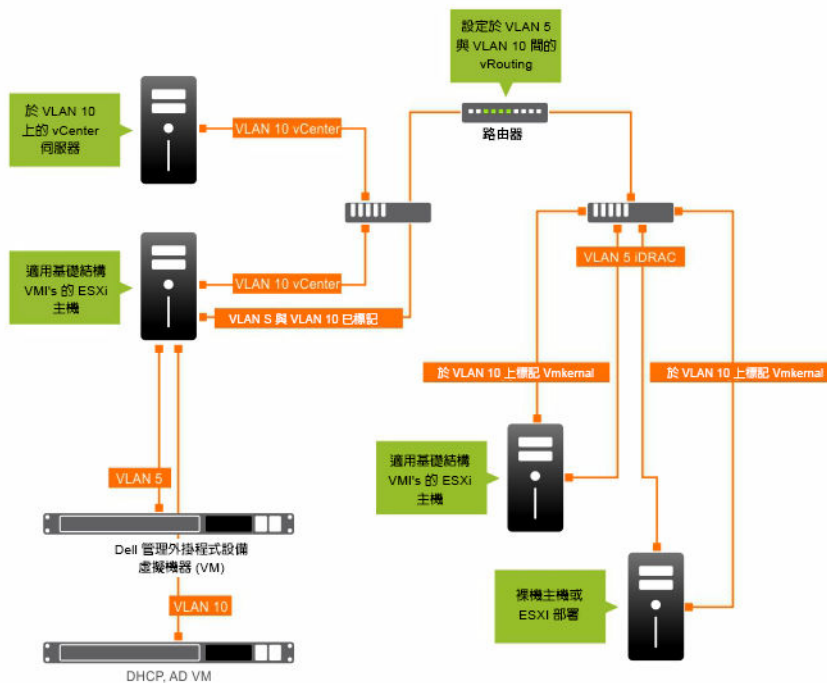 設定於 VLAN 5
與 VLAN 10 間的
vRouting
路由器
於 VLAN 10
上的 vCenter
伺服器
VLAN 10 vCenter
適用基礎結構
VMI's 的 ESXi
主機
VLAN 10 vCenter
VLAN S 與 VLAN 10 已標記
VLAN 5 iDRAC
於 VLAN 10 上標記 Vmkernal
於 VLAN 10 上標記 Vmkernal
適用基礎結構
VMI's 的 ESXi
主機
VLAN 5
Dell 管理外掛程式設備
虛擬機器 (VM)
VLAN 10
DHCP, AD VM
裸機主機或
ESXI 部署